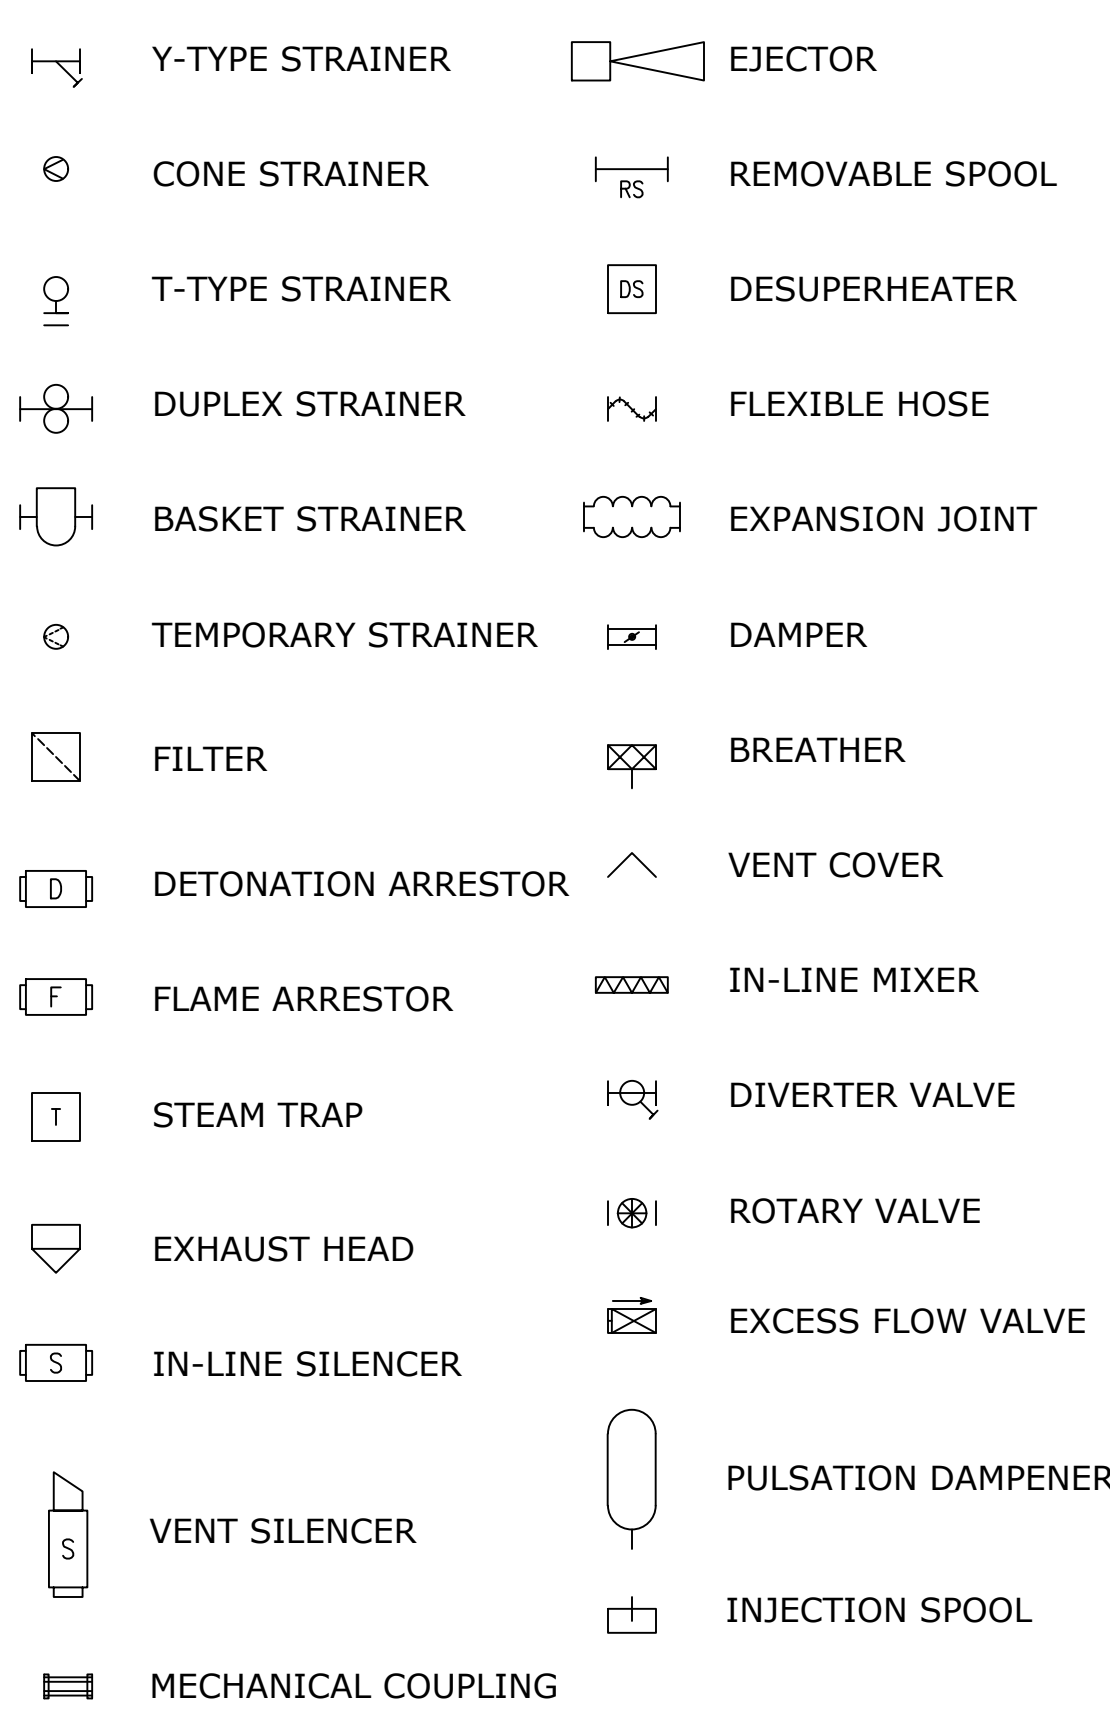 Y-TYPE STRAINER
CONE STRAINER
T-TYPE STRAINER
DUPLEX STRAINER
BASKET STRAINER
TEMPORARY STRAINER
FILTER
D DETONATION ARRESTOR
F FLAME ARRESTOR
T STEAM TRAP
EXHAUST HEAD
S IN-LINE SILENCER
S VENT SILENCER
MECHANICAL COUPLING
EJECTOR
RS REMOVABLE SPOOL
DS DESUPERHEATER
FLEXIBLE HOSE
EXPANSION JOINT
DAMPER
BREATHER
VENT COVER
IN-LINE MIXER
DIVERTER VALVE
ROTARY VALVE
EXCESS FLOW VALVE
PULSATION DAMPENER
INJECTION SPOOL